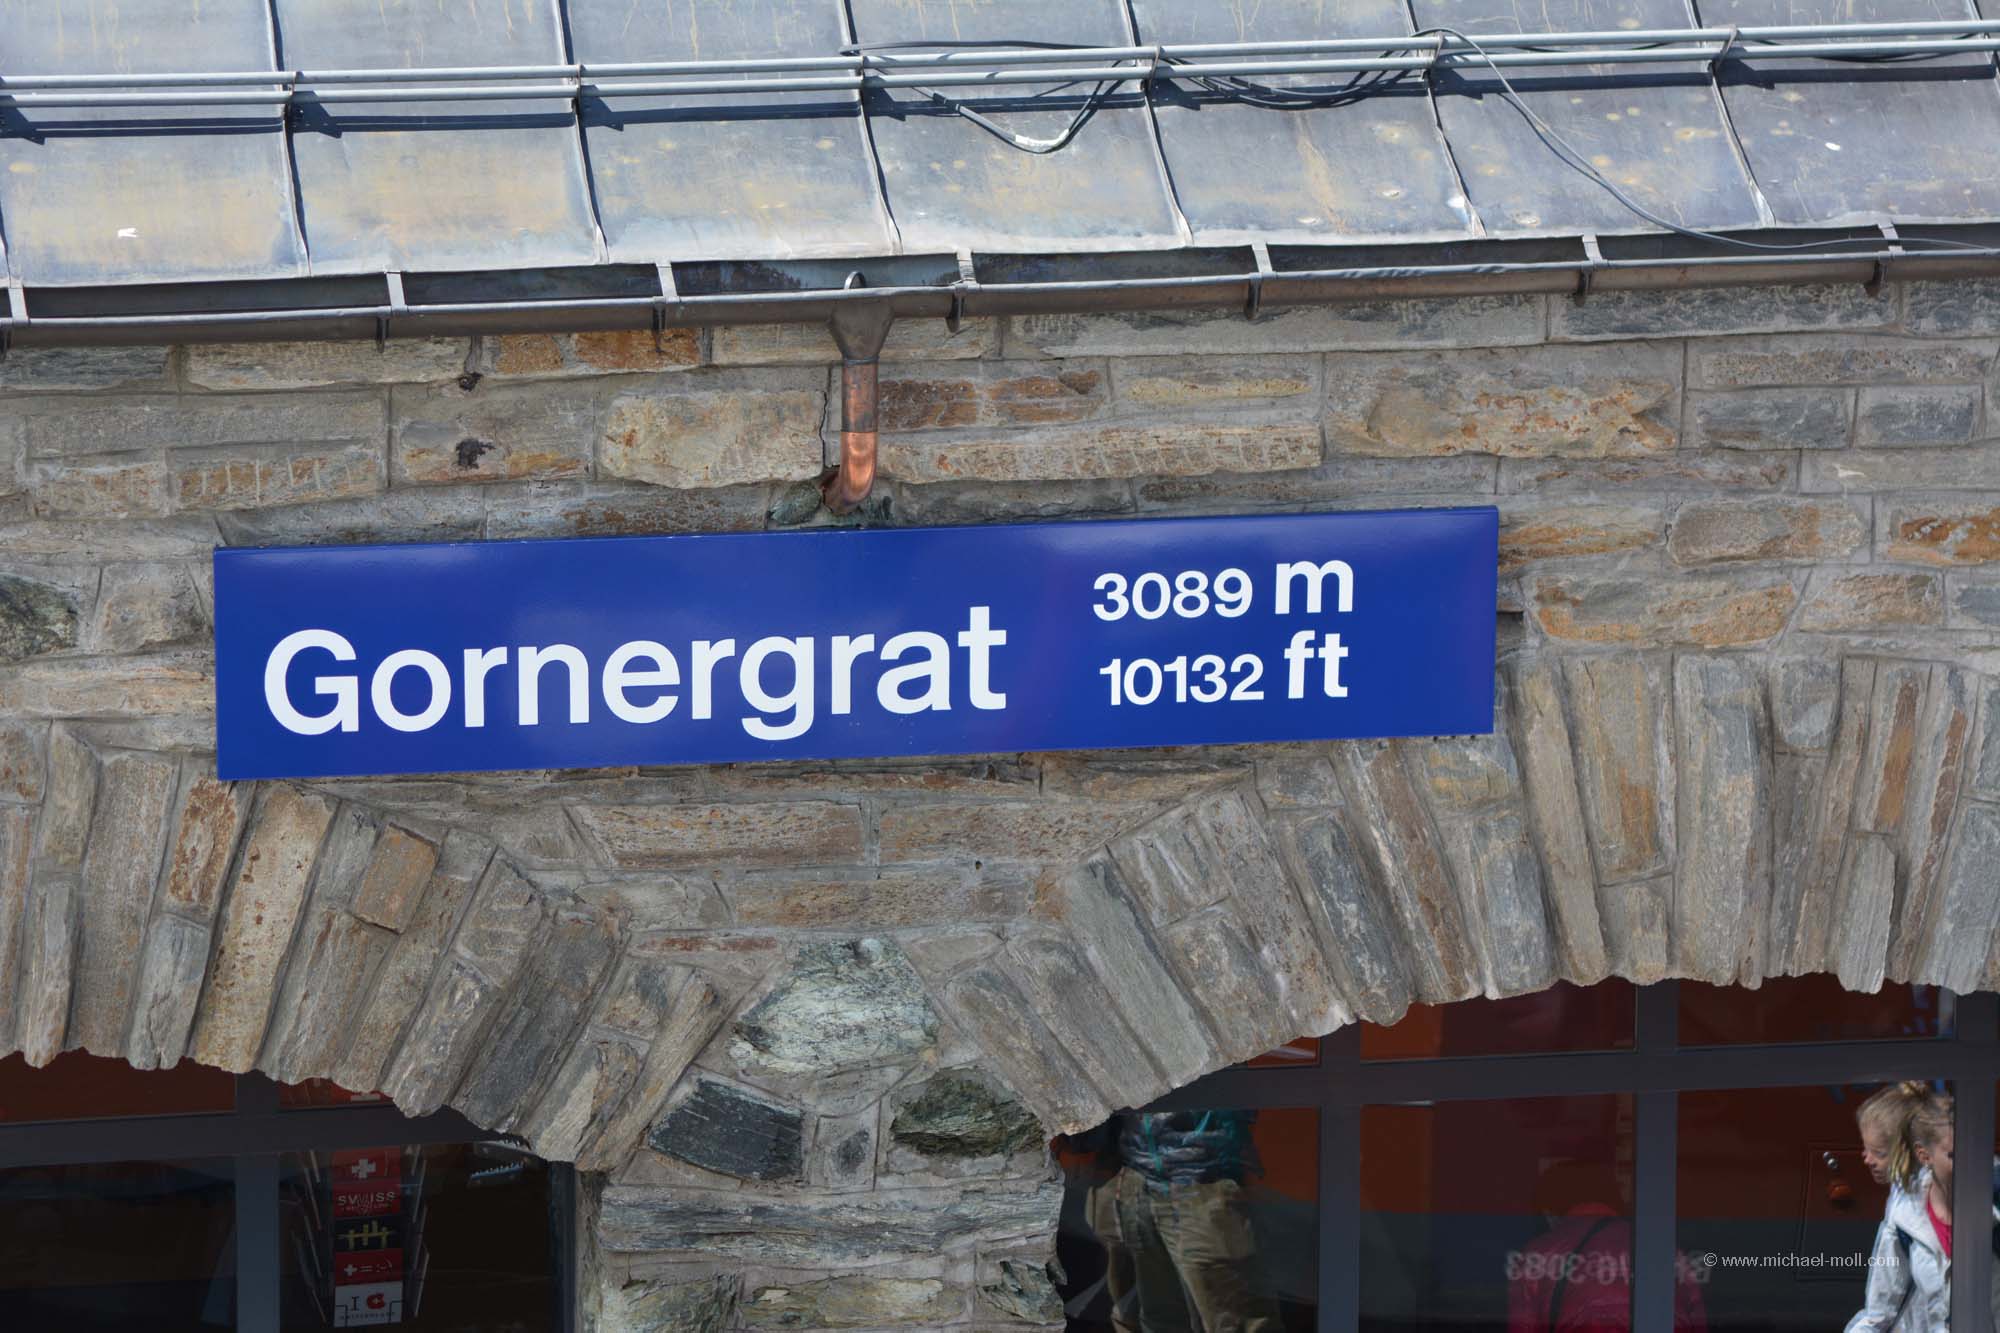 Gornergrat
3089 m
10132 ft
SWISS
I
© www.michael-moll.com